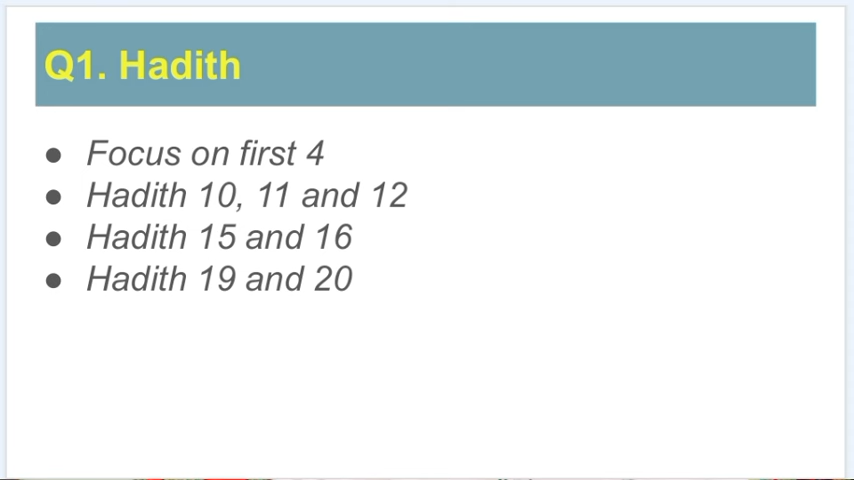 Q1. Hadith
● Focus on first 4
● Hadith 10, 11 and 12
● Hadith 15 and 16
● Hadith 19 and 20